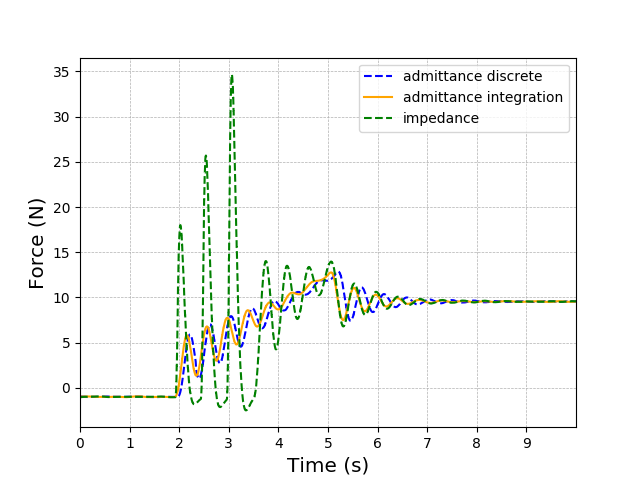 35
30
25
20
15
10
5
0
Force (N)
admittance discrete
admittance integration
impedance
0 1 2 3 4 5 6 7 8 9
Time (s)